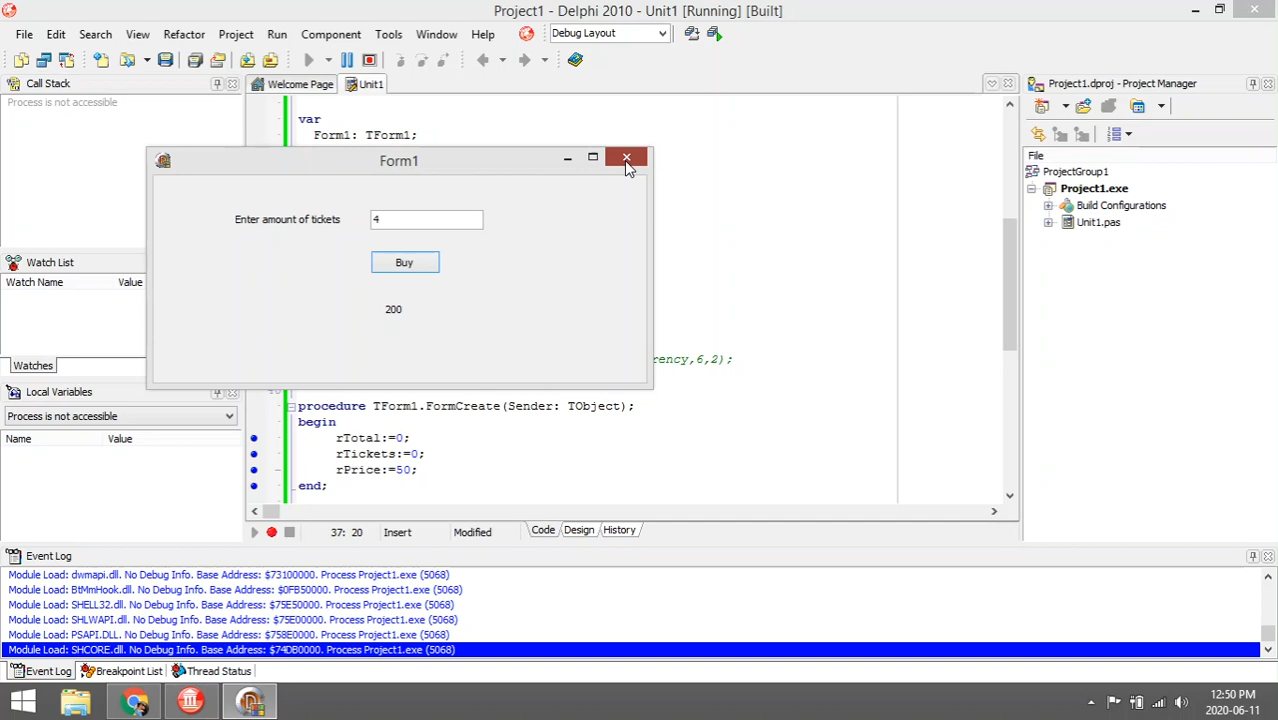 Project1 - Delphi 2010 - Unit1 [Running] [Built]
File Edit Search View Refactor Project Run Component Tools Window Help Debug Layout
Call Stack
Process is not accessible
Welcome Page Unit1
Project1.dproj - Project Manager
File
ProjectGroup1
Project1.exe
Build Configurations
Unit1.pas
var
Form1: TForm1;
Form1
Enter amount of tickets 4
Buy
200
Watch List
Watch Name Value
Watches
Local Variables
Process is not accessible
Name Value
rency,6,2);
procedure TForm1.FormCreate(Sender: TObject);
begin
rTotal:=0;
rTickets:=0;
rPrice:=50;
end;
37: 20 Insert Modified Code Design History
Event Log
Module Load: dwmapi.dll. No Debug Info. Base Address: $73100000. Process Project1.exe (5068)
Module Load: BtMmHook.dll. No Debug Info. Base Address: $0FB50000. Process Project1.exe (5068)
Module Load: SHELL32.dll. No Debug Info. Base Address: $75E50000. Process Project1.exe (5068)
Module Load: SHLWAPI.dll. No Debug Info. Base Address: $75E00000. Process Project1.exe (5068)
Module Load: PSAPI.DLL. No Debug Info. Base Address: $758E0000. Process Project1.exe (5068)
Module Load: SHCORE.dll. No Debug Info. Base Address: $74DB0000. Process Project1.exe (5068)
Event Log Breakpoint List Thread Status
12:50 PM
2020-06-11